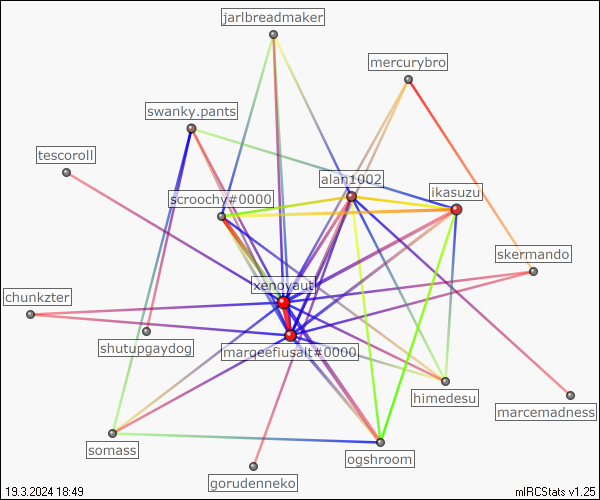 jarlbreadmaker
mercurybro
swanky.pants
tescoroll
alan1002
ikasuzu
scroochy#0000
skermando
xenoyaut
chunkzter
shutupgaydog
marqeefiusalt#0000
himedesu
marcemadness
somass
ogshroom
gorudenneko
19.3.2024 18:49
mIRCStats v1.25